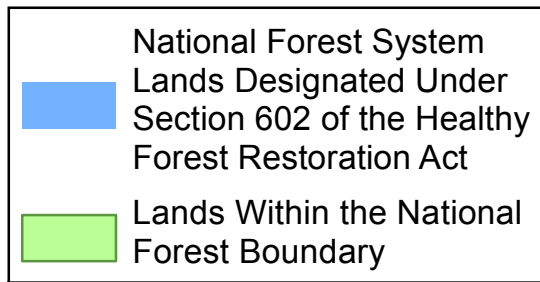 National Forest System
Lands Designated Under
Section 602 of the Healthy
Forest Restoration Act
Lands Within the National
Forest Boundary